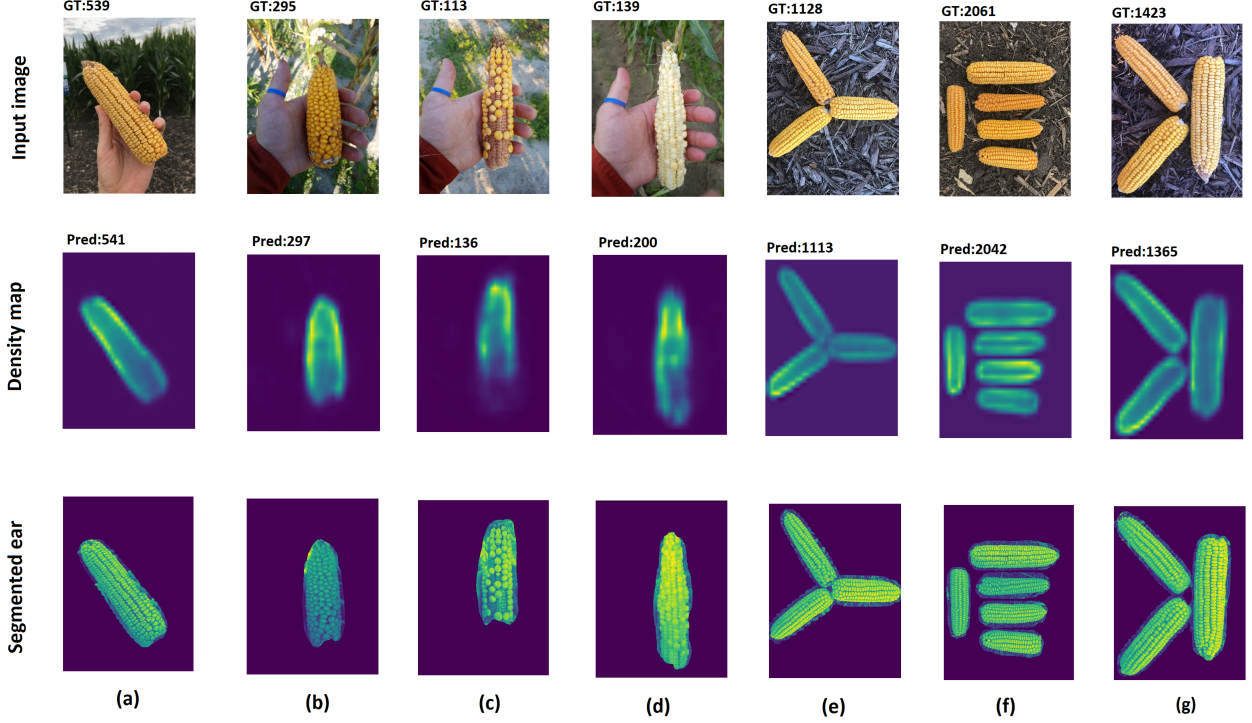 GT:539
GT:295
GT:113
GT:139
GT:1128
GT:2061
GT:1423
Input image
Pred:541
Pred:297
Pred:136
Pred:200
Pred:1113
Pred:2042
Pred:1365
Density map
Segmented ear
(a)
(b)
(c)
(d)
(e)
(f)
(g)